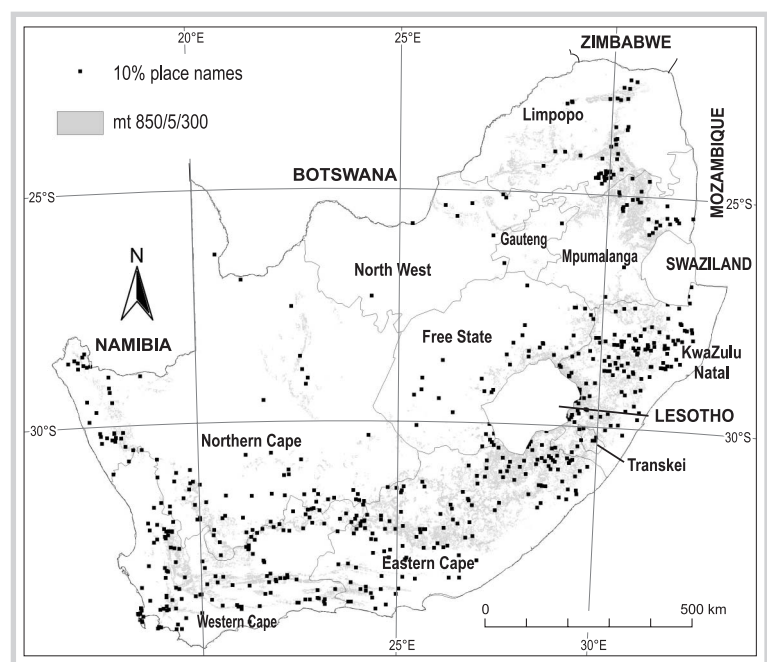 20°E
25°E
30°E
ZIMBABWE
10% place names
mt 850/5/300
Limpopo
BOTSWANA
MOZAMBIQUE
25°S
25°S
N
Gauteng
Mpumalanga
North West
SWAZILAND
NAMIBIA
Free State
KwaZulu
Natal
LESOTHO
30°S
Northern Cape
30°S
Transkei
Eastern Cape
0
500 km
Western Cape
25°E
30°E